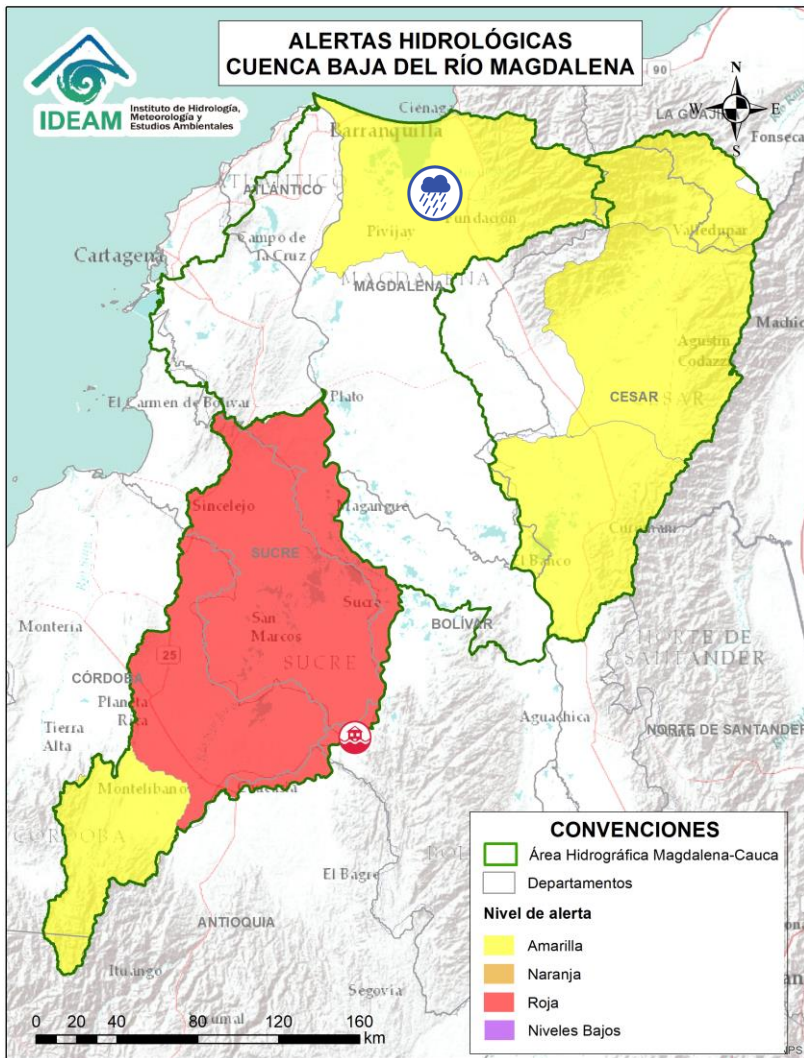 ALERTAS HIDROLÓGICAS
CUENCA BAJA DEL RÍO MAGDALENA
IDEAM
Instituto de Hidrología,
Meteorología y
Estudios Ambientales
N
W
E
S
90
Ciénaga
LA GUAJIRA
Fonseca
Barranquilla
ATLÁNTICO
ATLÁNTICO
Fundación
Valledupar
Pivijay
Campo de
la Cruz
Cartagena
MAGDALENA
MAGDALENA
Agustín
Codazzi
CESAR
El Carmen de Bolívar
Plato
Sincelejo
Magangué
SUCRE
El Banco
Sucre
San
Marcos
BOLÍVAR
Montería
SUCRE
NORTE DE
SANTANDER
25
CÓRDOBA
Planeta
Rica
Aguachica
Tierra
Alta
NORTE DE SANTANDER
Montelíbano
CÓRDOBA
El Bagre
ANTIOQUIA
Ituango
Segovia
0 20 40 80 120 160
km
CONVENCIONES
Área Hidrográfica Magdalena-Cauca
Departamentos
Nivel de alerta
Amarilla
Naranja
Roja
Niveles Bajos